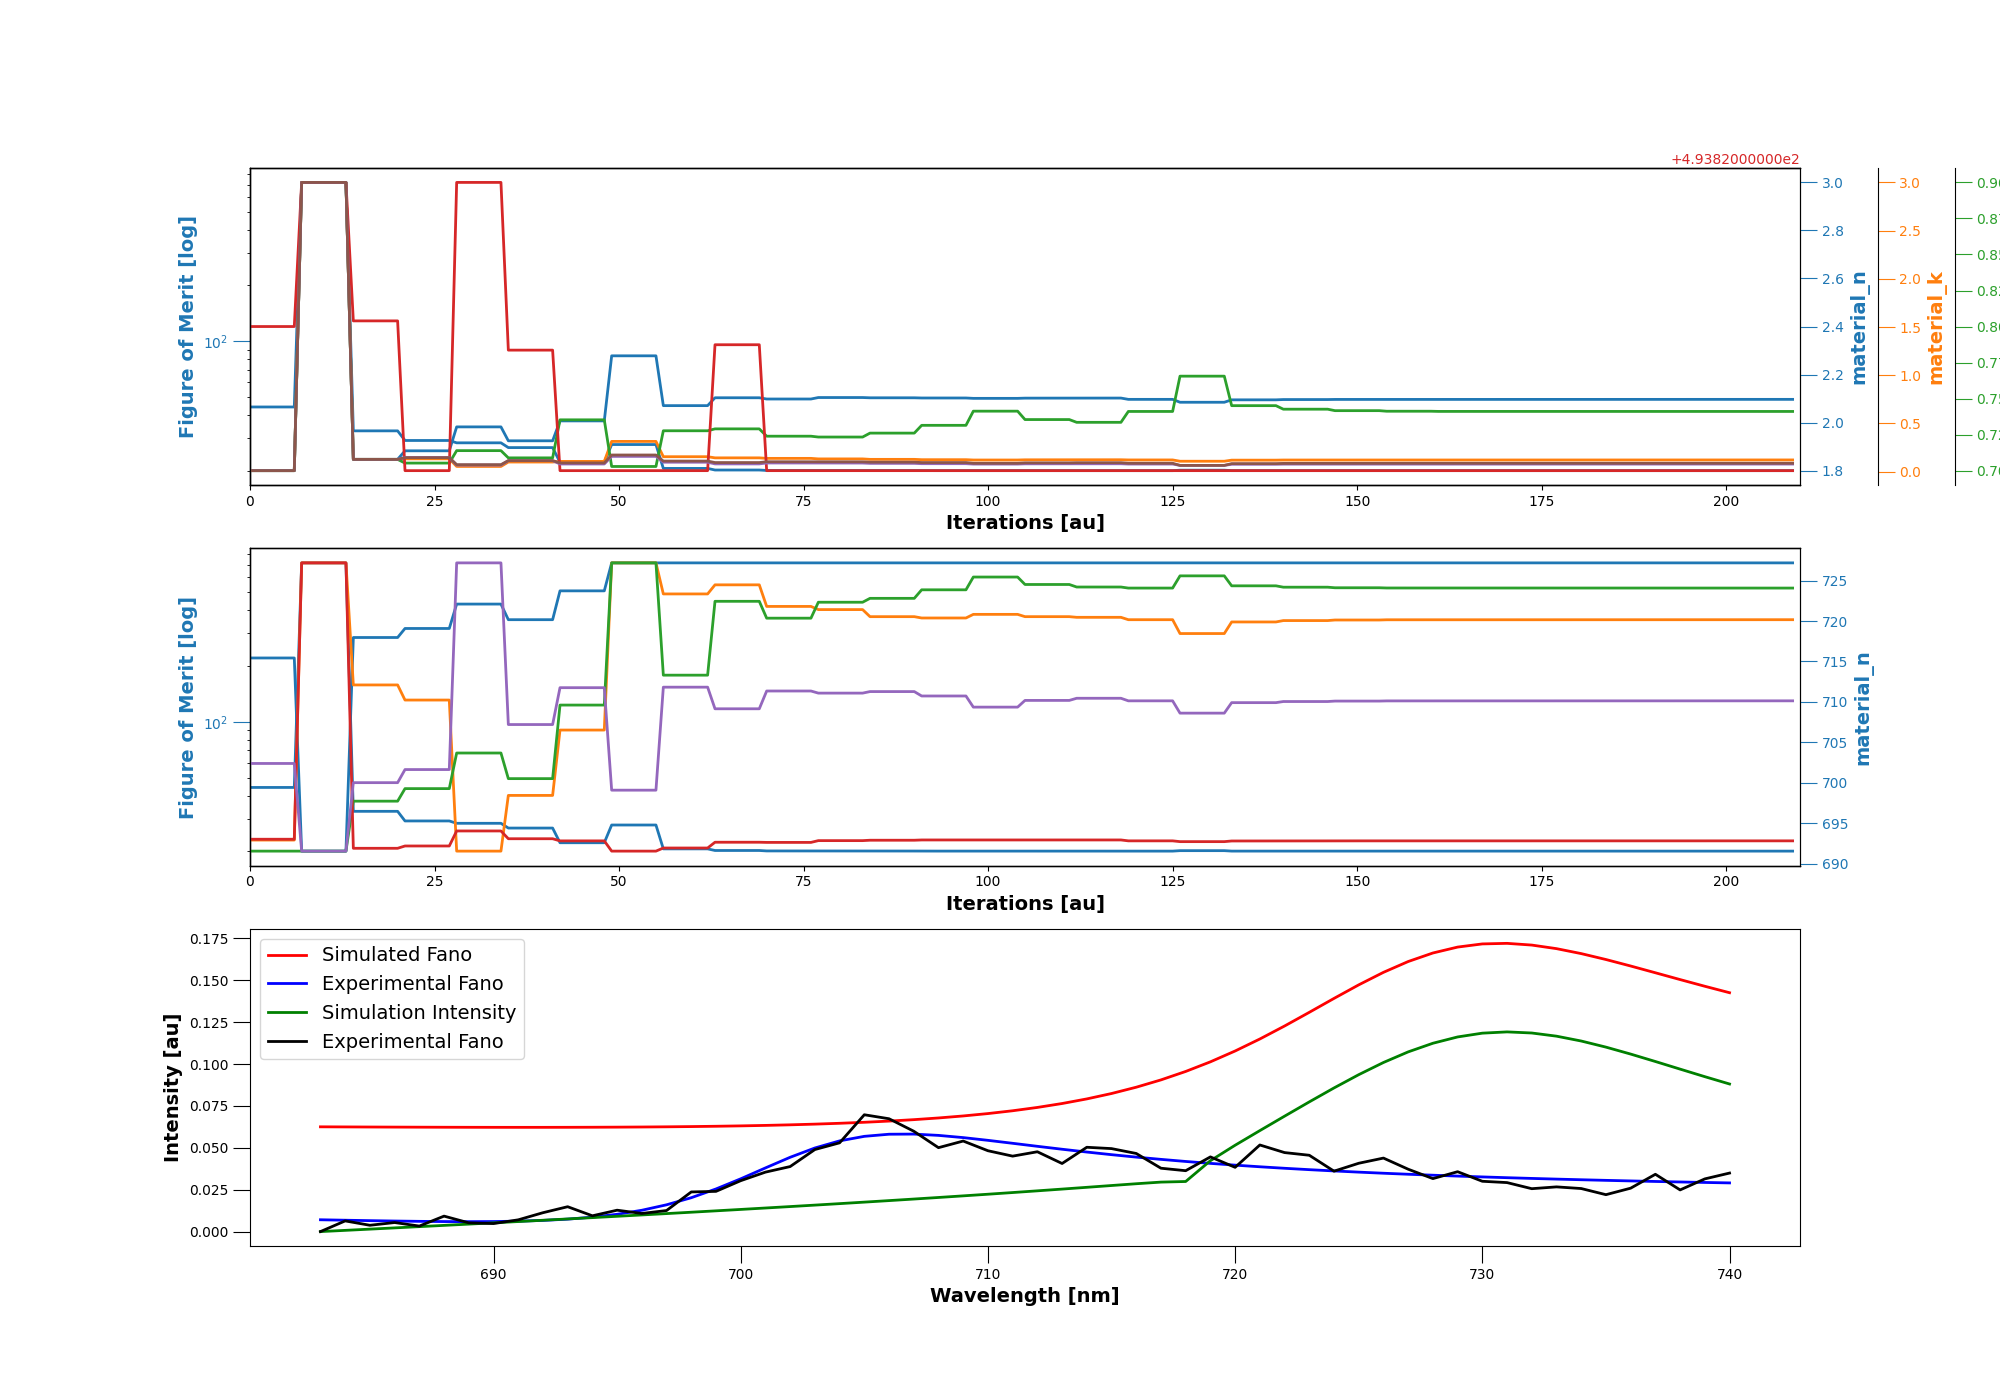 +4.9382000000e2
Figure of Merit [log]
10²
0 25 50 75 100 125 150 175 200
Iterations [au]
3.0
2.8
2.6
2.4
2.2
2.0
1.8
material_n
3.0
2.5
2.0
1.5
1.0
0.5
0.0
material_k
Figure of Merit [log]
10²
0 25 50 75 100 125 150 175 200
Iterations [au]
725
720
715
710
705
700
695
690
material_n
Intensity [au]
0.175
0.150
0.125
0.100
0.075
0.050
0.025
0.000
Simulated Fano
Experimental Fano
Simulation Intensity
Experimental Fano
690 700 710 720 730 740
Wavelength [nm]